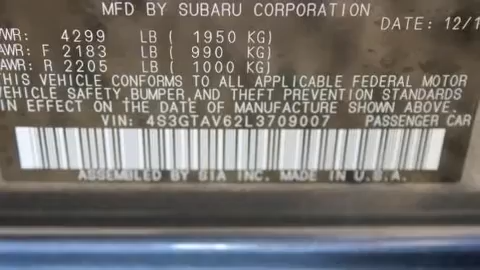 MFD BY SUBARU CORPORATION
DATE: 12/1
VWR: 4299 LB ( 1950 KG)
AWR: F 2183 LB ( 990 KG)
AWR: R 2205 LB ( 1000 KG)
THIS VEHICLE CONFORMS TO ALL APPLICABLE FEDERAL MOTOR
VEHICLE SAFETY,BUMPER,AND THEFT PREVENTION STANDARDS
IN EFFECT ON THE DATE OF MANUFACTURE SHOWN ABOVE.
VIN: 4S3GTAV62L3709007 PASSENGER CAR
ASSEMBLED BY SIA INC. MADE IN U.S.A.